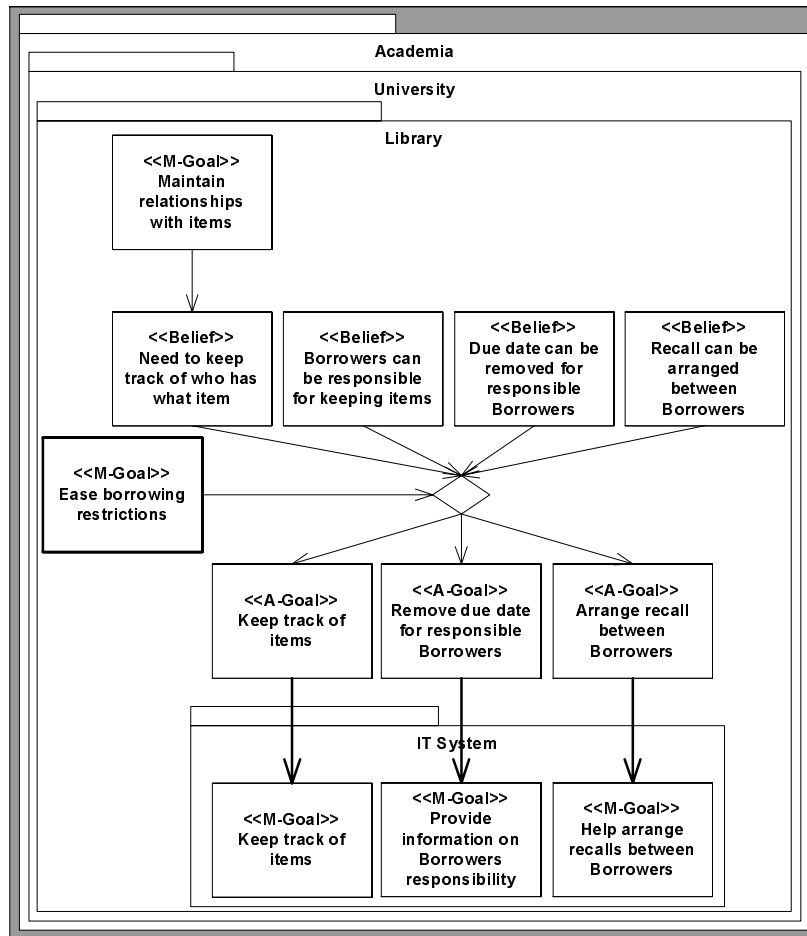 Academia
University
Library
<<M-Goal>>
Maintain
relationships
with items
<<Belief>>
Need to keep
track of who has
what item
<<Belief>>
Borrowers can
be responsible
for keeping items
<<Belief>>
Due date can be
removed for
responsible
Borrowers
<<Belief>>
Recall can be
arranged
between
Borrowers
<<M-Goal>>
Ease borrowing
restrictions
<<A-Goal>>
Keep track of
items
<<A-Goal>>
Remove due date
for responsible
Borrowers
<<A-Goal>>
Arrange recall
between
Borrowers
IT System
<<M-Goal>>
Keep track of
items
<<M-Goal>>
Provide
information on
Borrowers
responsibility
<<M-Goal>>
Help arrange
recalls between
Borrowers